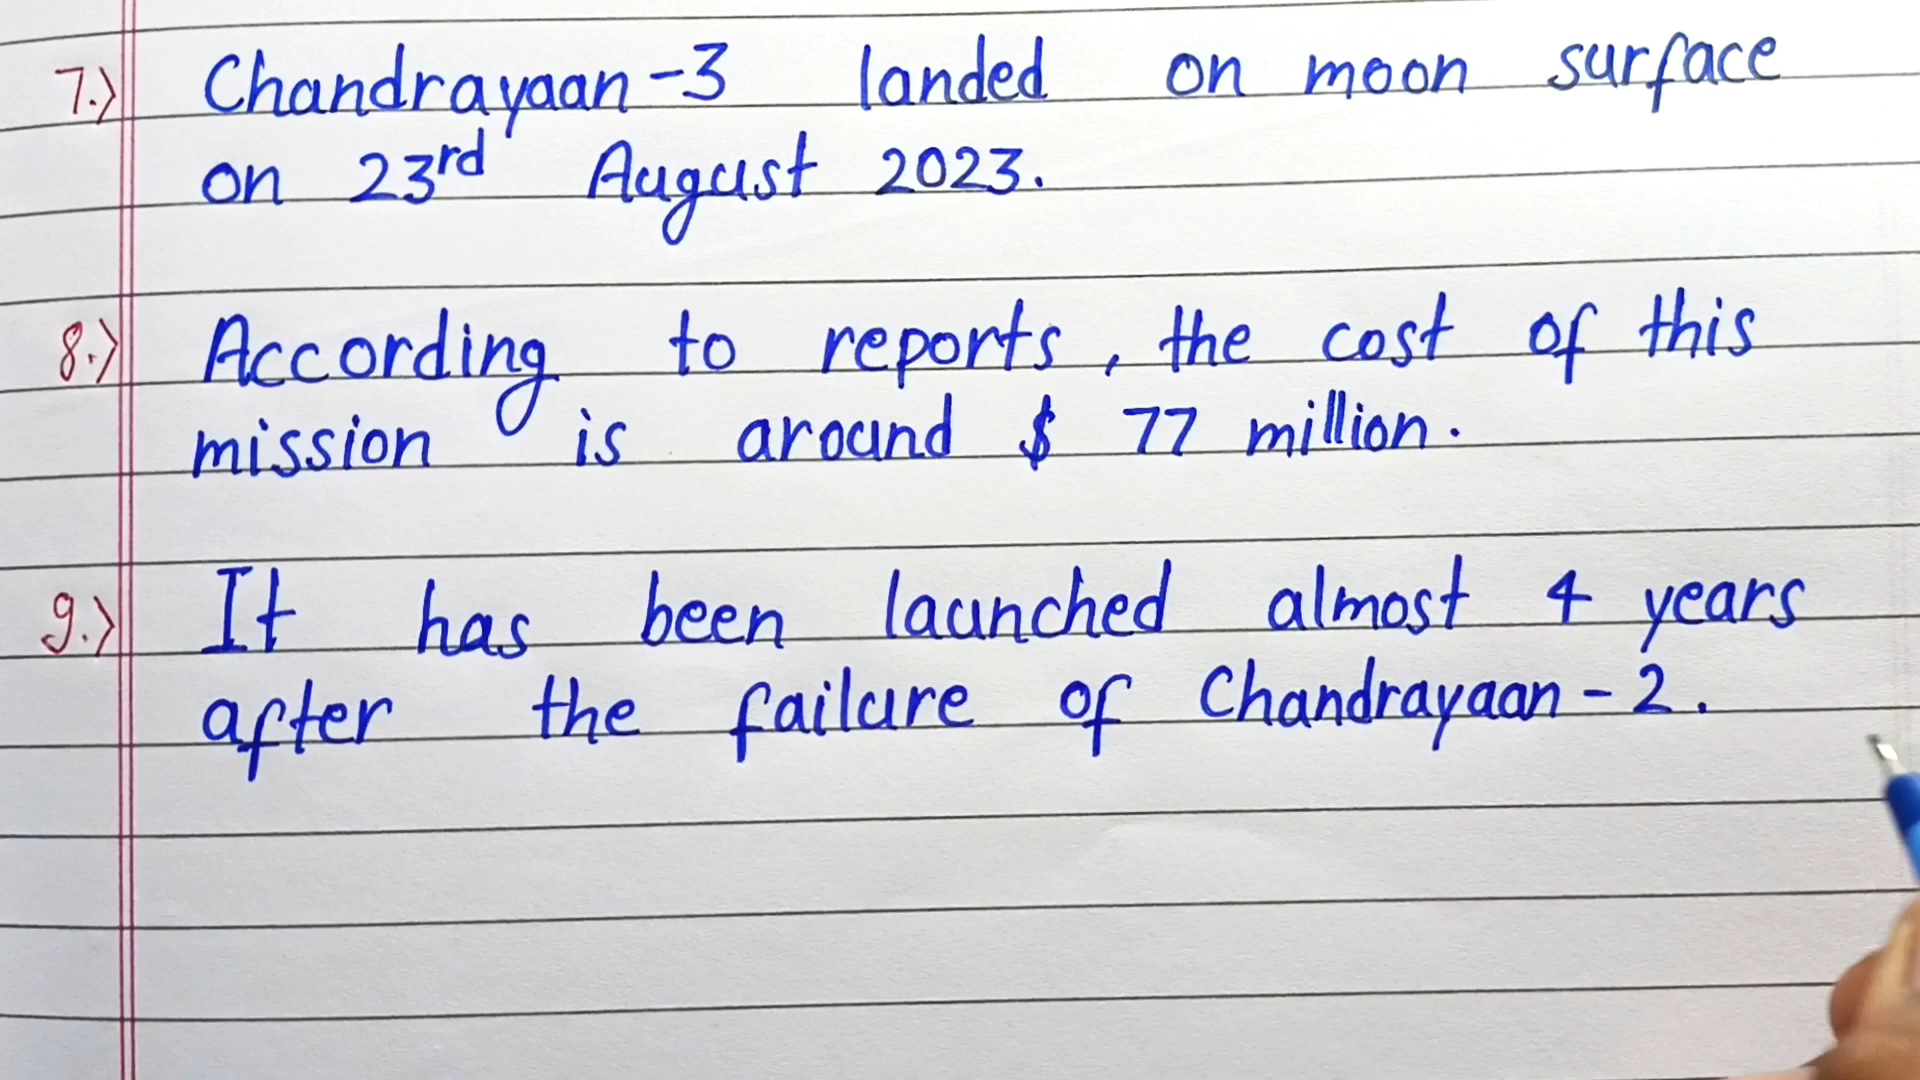 7.) Chandrayaan-3 landed on moon surface
on 23rd August 2023.
8.) According to reports, the cost of this
mission is around $ 77 million.
9.) It has been launched almost 4 years
after the failure of Chandrayaan-2.